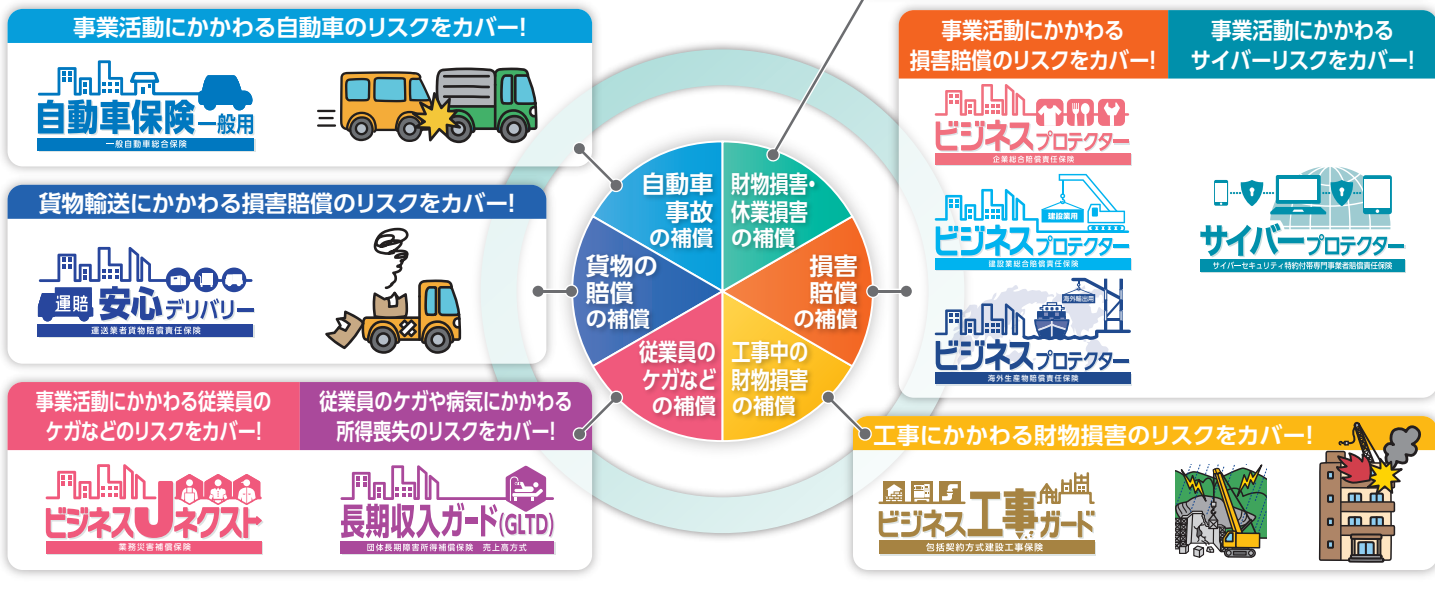 事業活動にかかわる自動車のリスクをカバー!
自動車保険一般用
一般自動車総合保険
貨物輸送にかかわる損害賠償のリスクをカバー!
運賠 安心デリバリー
運送業者貨物賠償責任保険
事業活動にかかわる従業員の
ケガなどのリスクをカバー!
ビジネスJネクスト
業務災害補償保険
従業員のケガや病気にかかわる
所得喪失のリスクをカバー!
長期収入ガード(GLTD)
団体長期障害所得補償保険 売上高方式
自動車
事故
の補償
財物損害・
休業損害
の補償
貨物の
賠償
の補償
損害
賠償
の補償
従業員の
ケガなど
の補償
工事中の
財物損害
の補償
事業活動にかかわる
損害賠償のリスクをカバー!
ビジネスプロテクター
企業総合賠償責任保険
建設業用
ビジネスプロテクター
建設業総合賠償責任保険
海外輸出用
ビジネスプロテクター
海外生産物賠償責任保険
事業活動にかかわる
サイバーリスクをカバー!
サイバープロテクター
サイバーセキュリティ特約付帯専門事業者賠償責任保険
工事にかかわる財物損害のリスクをカバー!
ビジネス工事ガード
包括契約方式建設工事保険